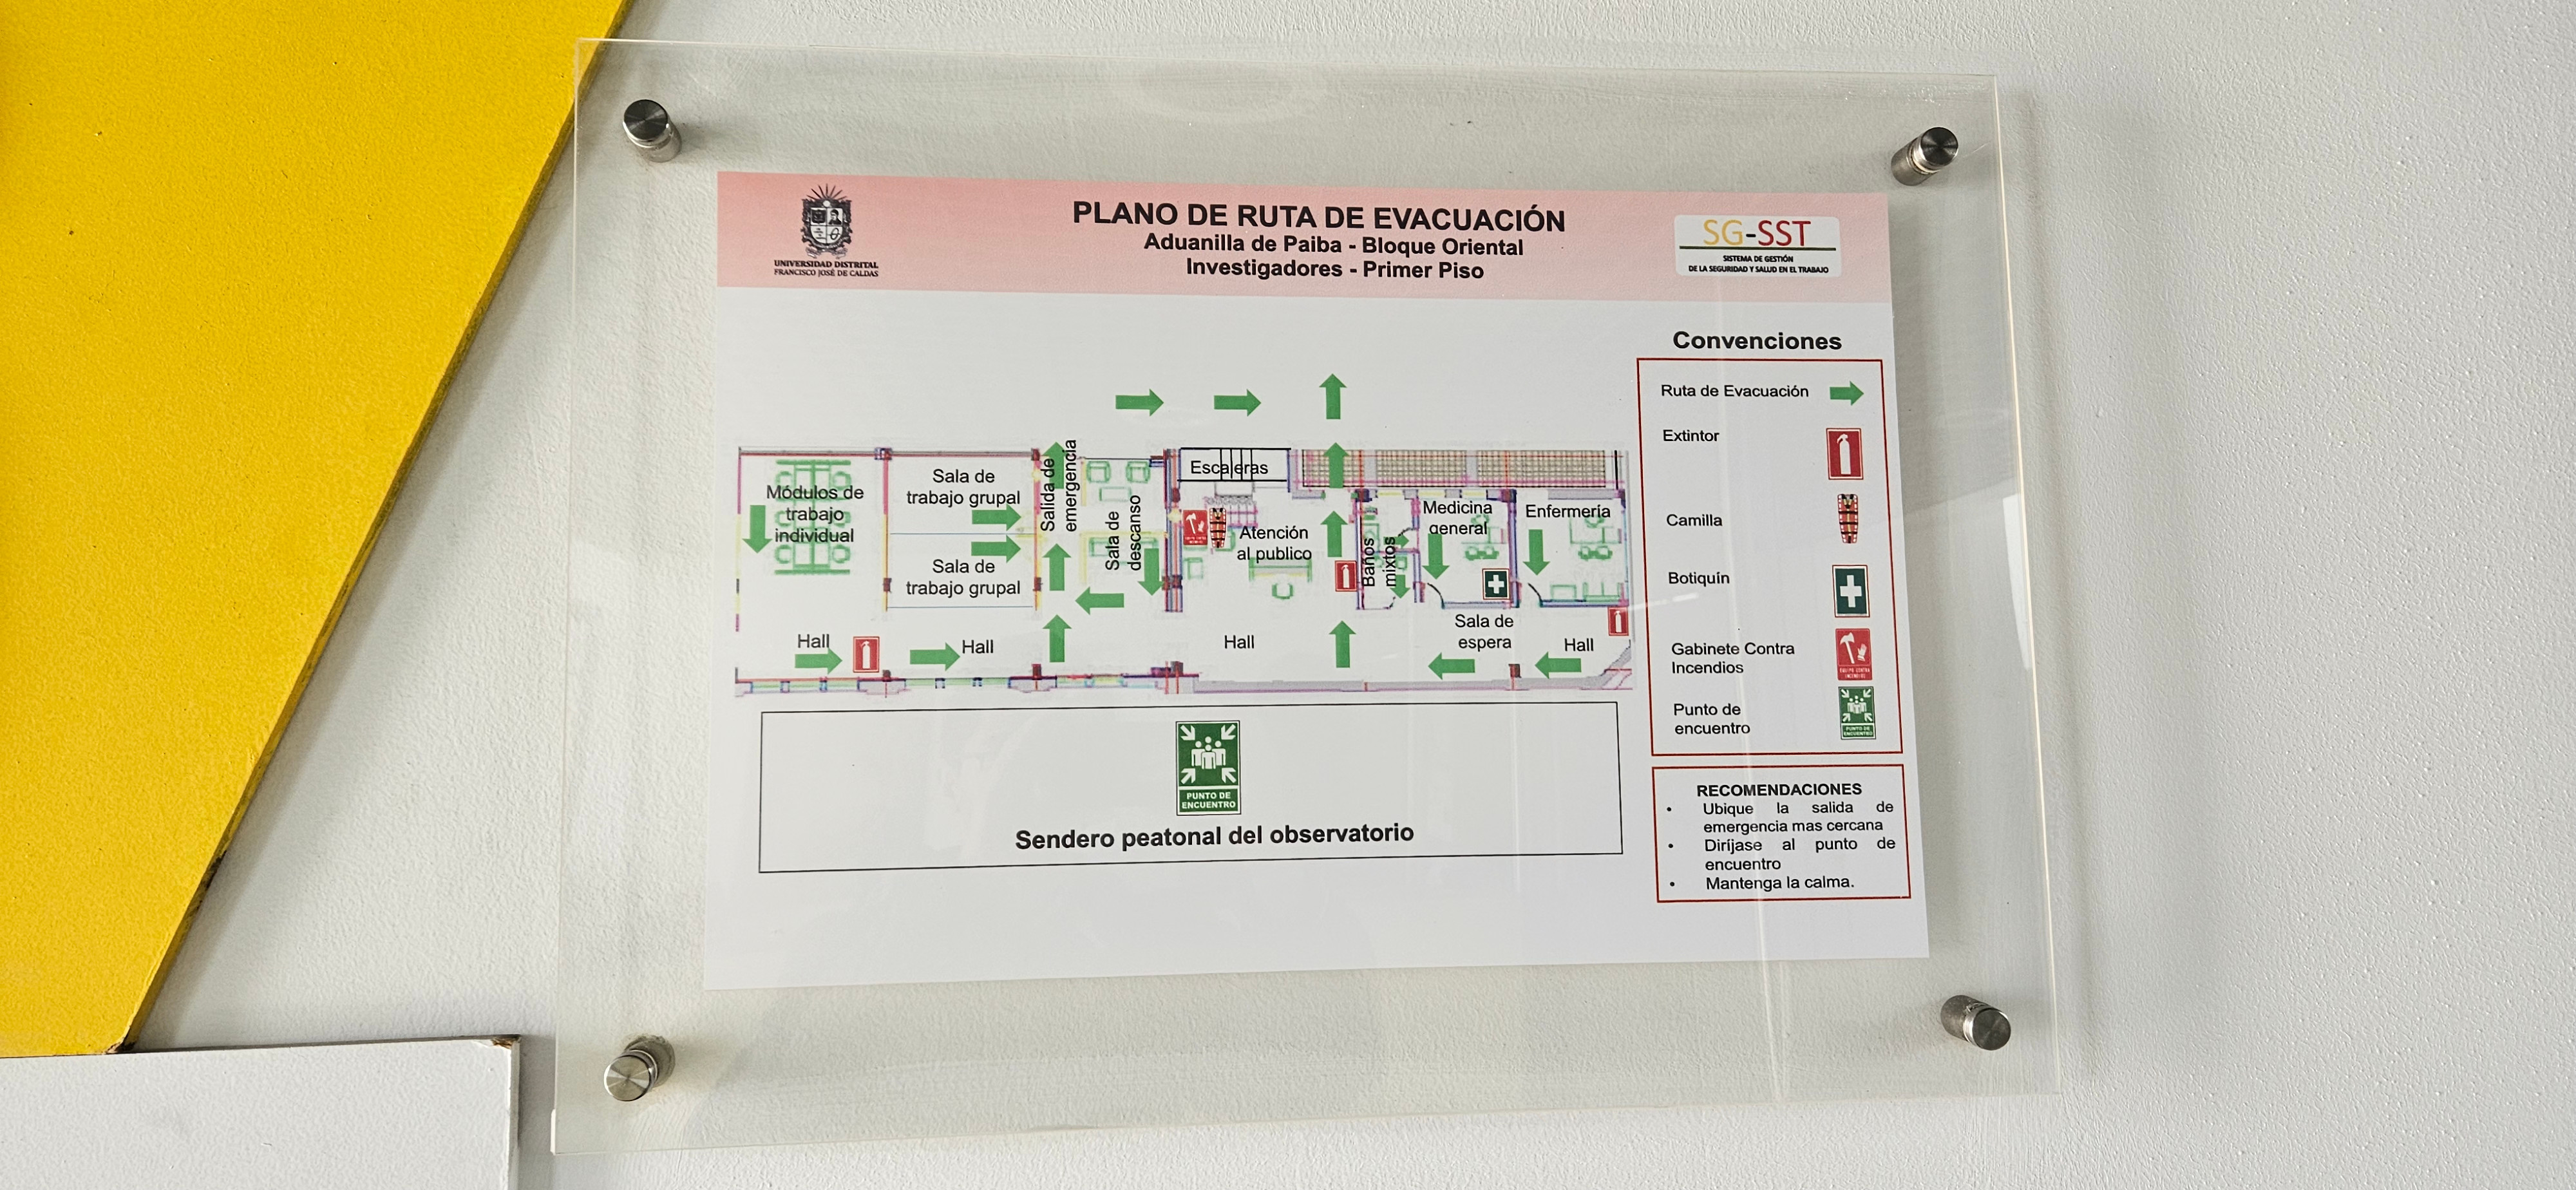 UNIVERSIDAD DISTRITAL
FRANCISCO JOSÉ DE CALDAS
PLANO DE RUTA DE EVACUACIÓN
Aduanilla de Paiba - Bloque Oriental
Investigadores - Primer Piso
SG-SST
SISTEMA DE GESTIÓN
DE LA SEGURIDAD Y SALUD EN EL TRABAJO
Módulos de
trabajo
individual
Sala de
trabajo grupal
Sala de
trabajo grupal
Salida de
emergencia
Sala de
descanso
Escaleras
Atención
al publico
Baños
mixtos
Medicina
general
Enfermería
Hall
Hall
Hall
Sala de
espera
Hall
PUNTO DE
ENCUENTRO
Sendero peatonal del observatorio
Convenciones
Ruta de Evacuación
Extintor
Camilla
Botiquín
Gabinete Contra
Incendios
Punto de
encuentro
PUNTO DE
ENCUENTRO
RECOMENDACIONES
• Ubique la salida de
emergencia mas cercana
• Diríjase al punto de
encuentro
• Mantenga la calma.